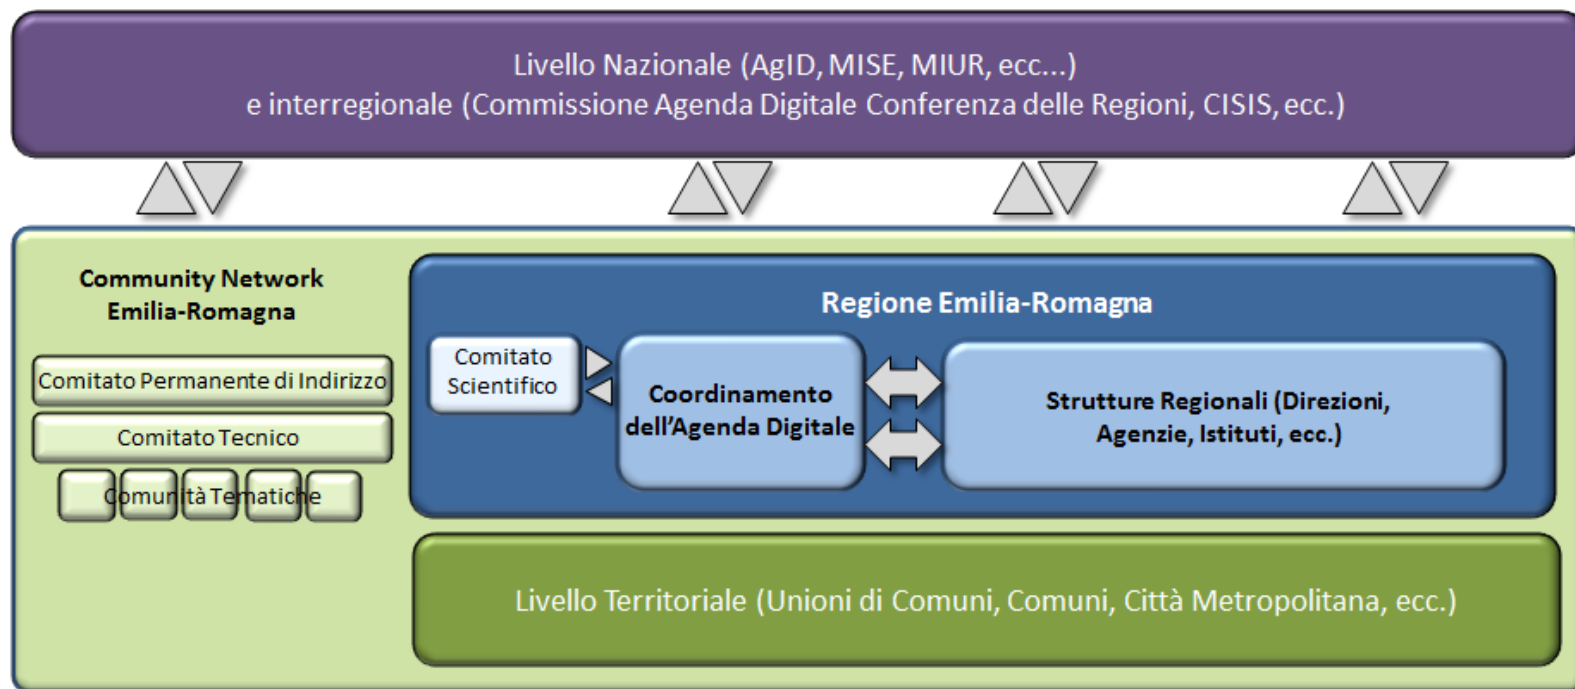 Livello Nazionale (AgID, MISE, MIUR, ecc...)
e interregionale (Commissione Agenda Digitale Conferenza delle Regioni, CISIS, ecc.)
Community Network
Emilia-Romagna
Comitato Permanente di Indirizzo
Comitato Tecnico
Comunità Tematiche
Regione Emilia-Romagna
Comitato
Scientifico
Coordinamento
dell'Agenda Digitale
Strutture Regionali (Direzioni,
Agenzie, Istituti, ecc.)
Livello Territoriale (Unioni di Comuni, Comuni, Città Metropolitana, ecc.)